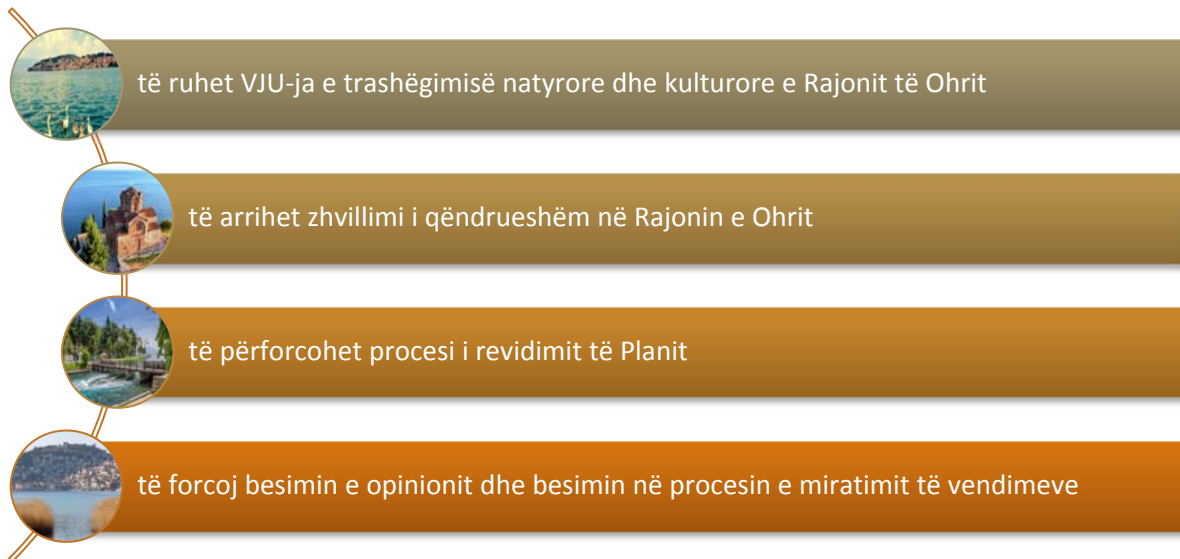 të ruhet VJU-ja e trashëgimisë natyrore dhe kulturore e Rajonit të Ohrit
të arrihet zhvillimi i qëndrueshëm në Rajonin e Ohrit
të përforcohet procesi i revidimit të Planit
të forcoj besimin e opinionit dhe besimin në procesin e miratimit të vendimeve